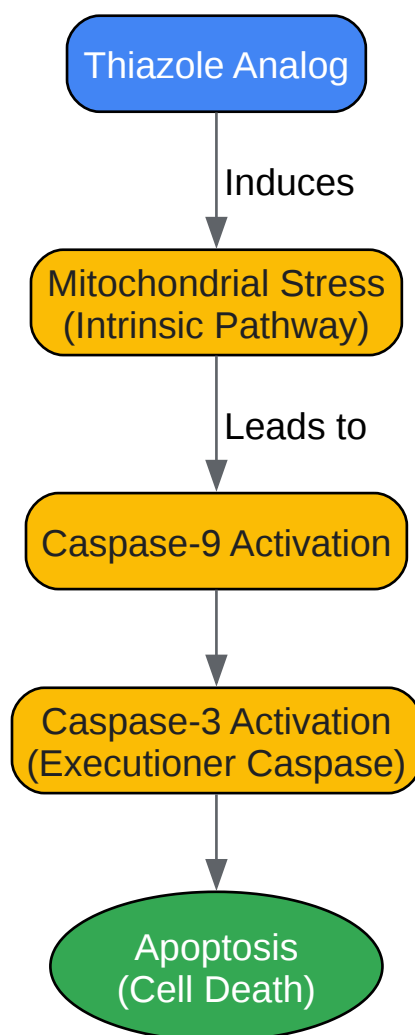 Thiazole Analog
Induces
Mitochondrial Stress
(Intrinsic Pathway)
Leads to
Caspase-9 Activation
Caspase-3 Activation
(Executioner Caspase)
Apoptosis
(Cell Death)